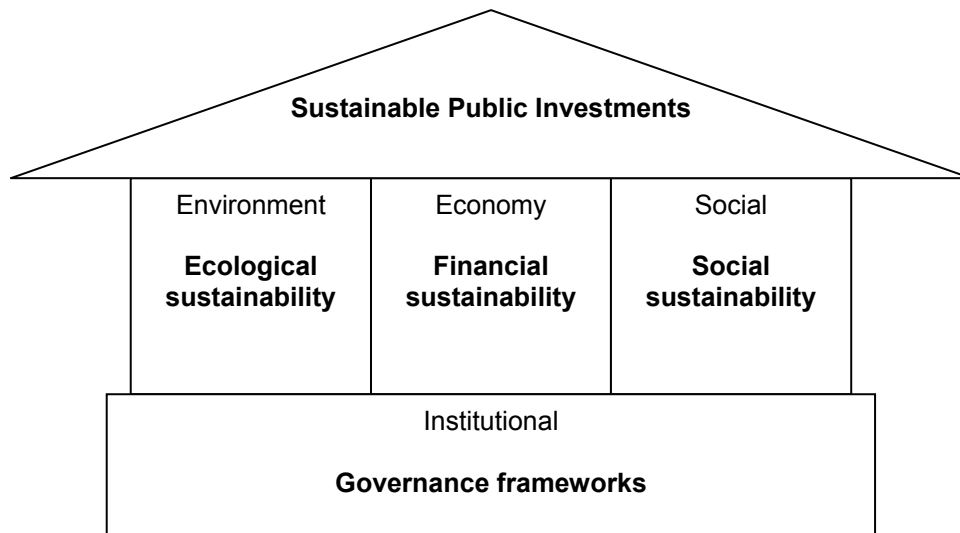 Sustainable Public Investments
Environment
Ecological
sustainability
Economy
Financial
sustainability
Social
Social
sustainability
Institutional
Governance frameworks